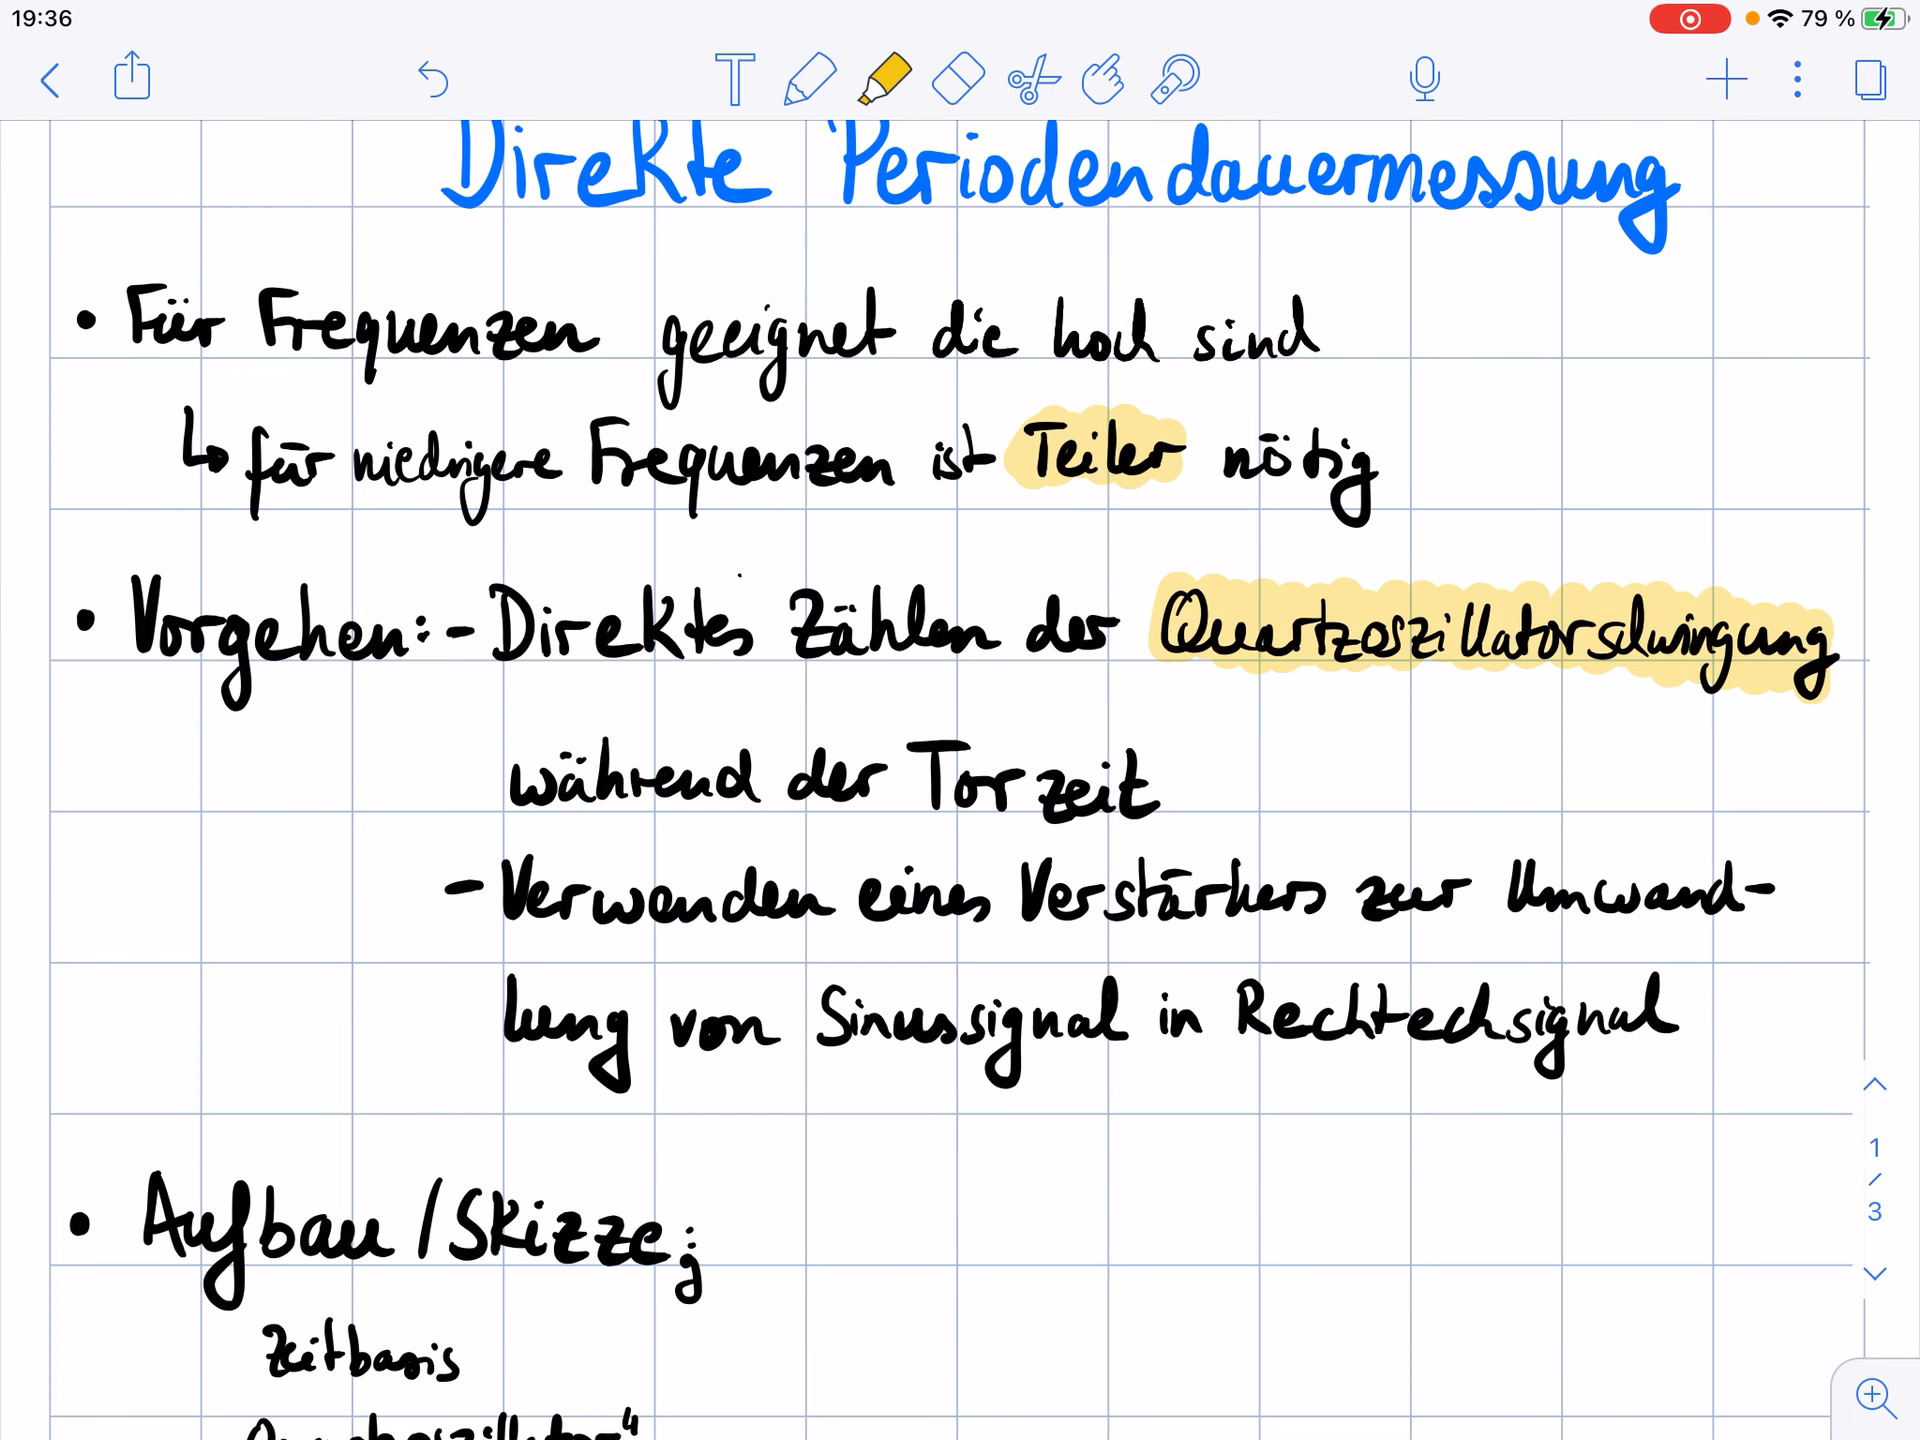 19:36
79 %
Direkte Periodendauermessung
• Für Frequenzen geeignet die hoch sind
↳ für niedrigere Frequenzen ist Teiler nötig
• Vorgehen: - Direktes Zählen der Quartzoszillatorschwingung
während der Torzeit
- Verwenden eines Verstärkers zur Umwand-
lung von Sinussignal in Rechtecksignal
1
/
3
• Aufbau / Skizze:
Zeitbasis